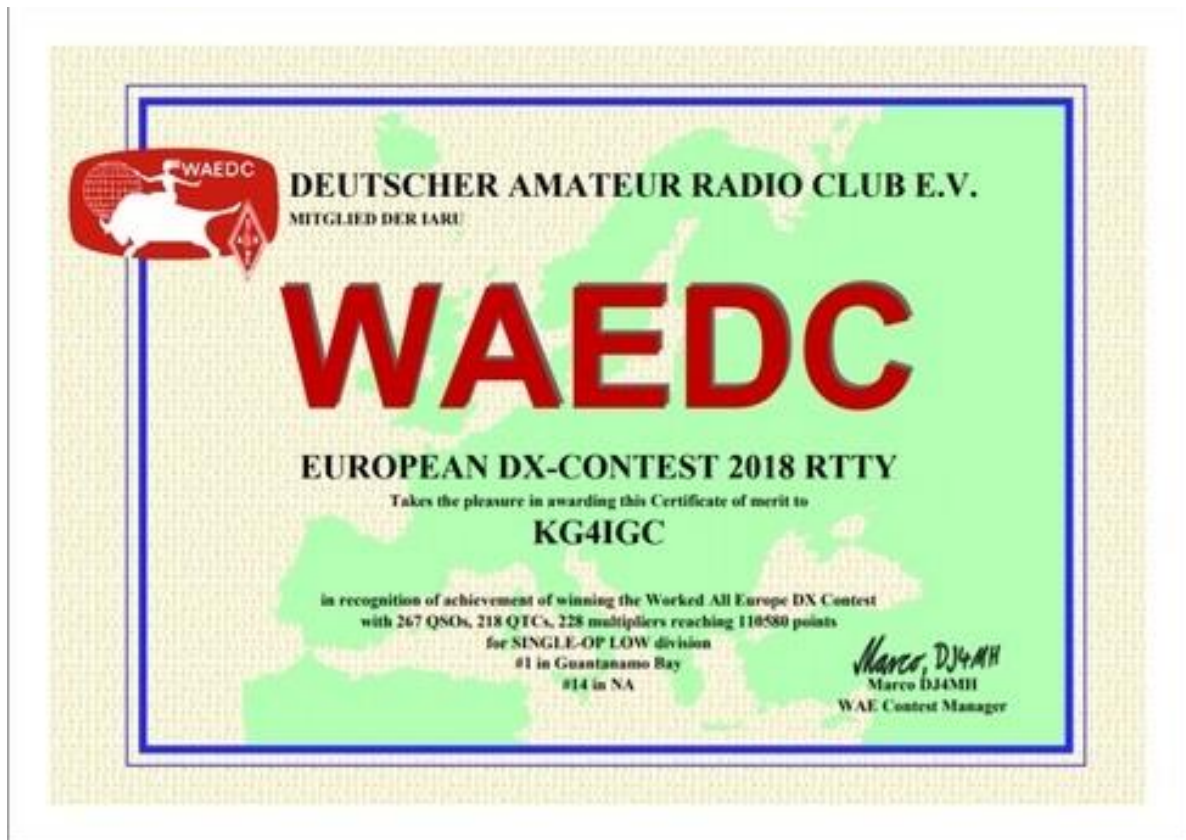 WAEDC
DEUTSCHER AMATEUR RADIO CLUB E.V.
MITGLIED DER IARU
WAEDC
EUROPEAN DX-CONTEST 2018 RTTY
Takes the pleasure in awarding this Certificate of merit to
KG4IGC
in recognition of achievement of winning the Worked All Europe DX Contest
with 267 QSOs, 218 QTCs, 228 multipliers reaching 110580 points
for SINGLE-OP LOW division
#1 in Guantanamo Bay
#14 in NA
Marco, DJ4MH
Marco DJ4MH
WAE Contest Manager